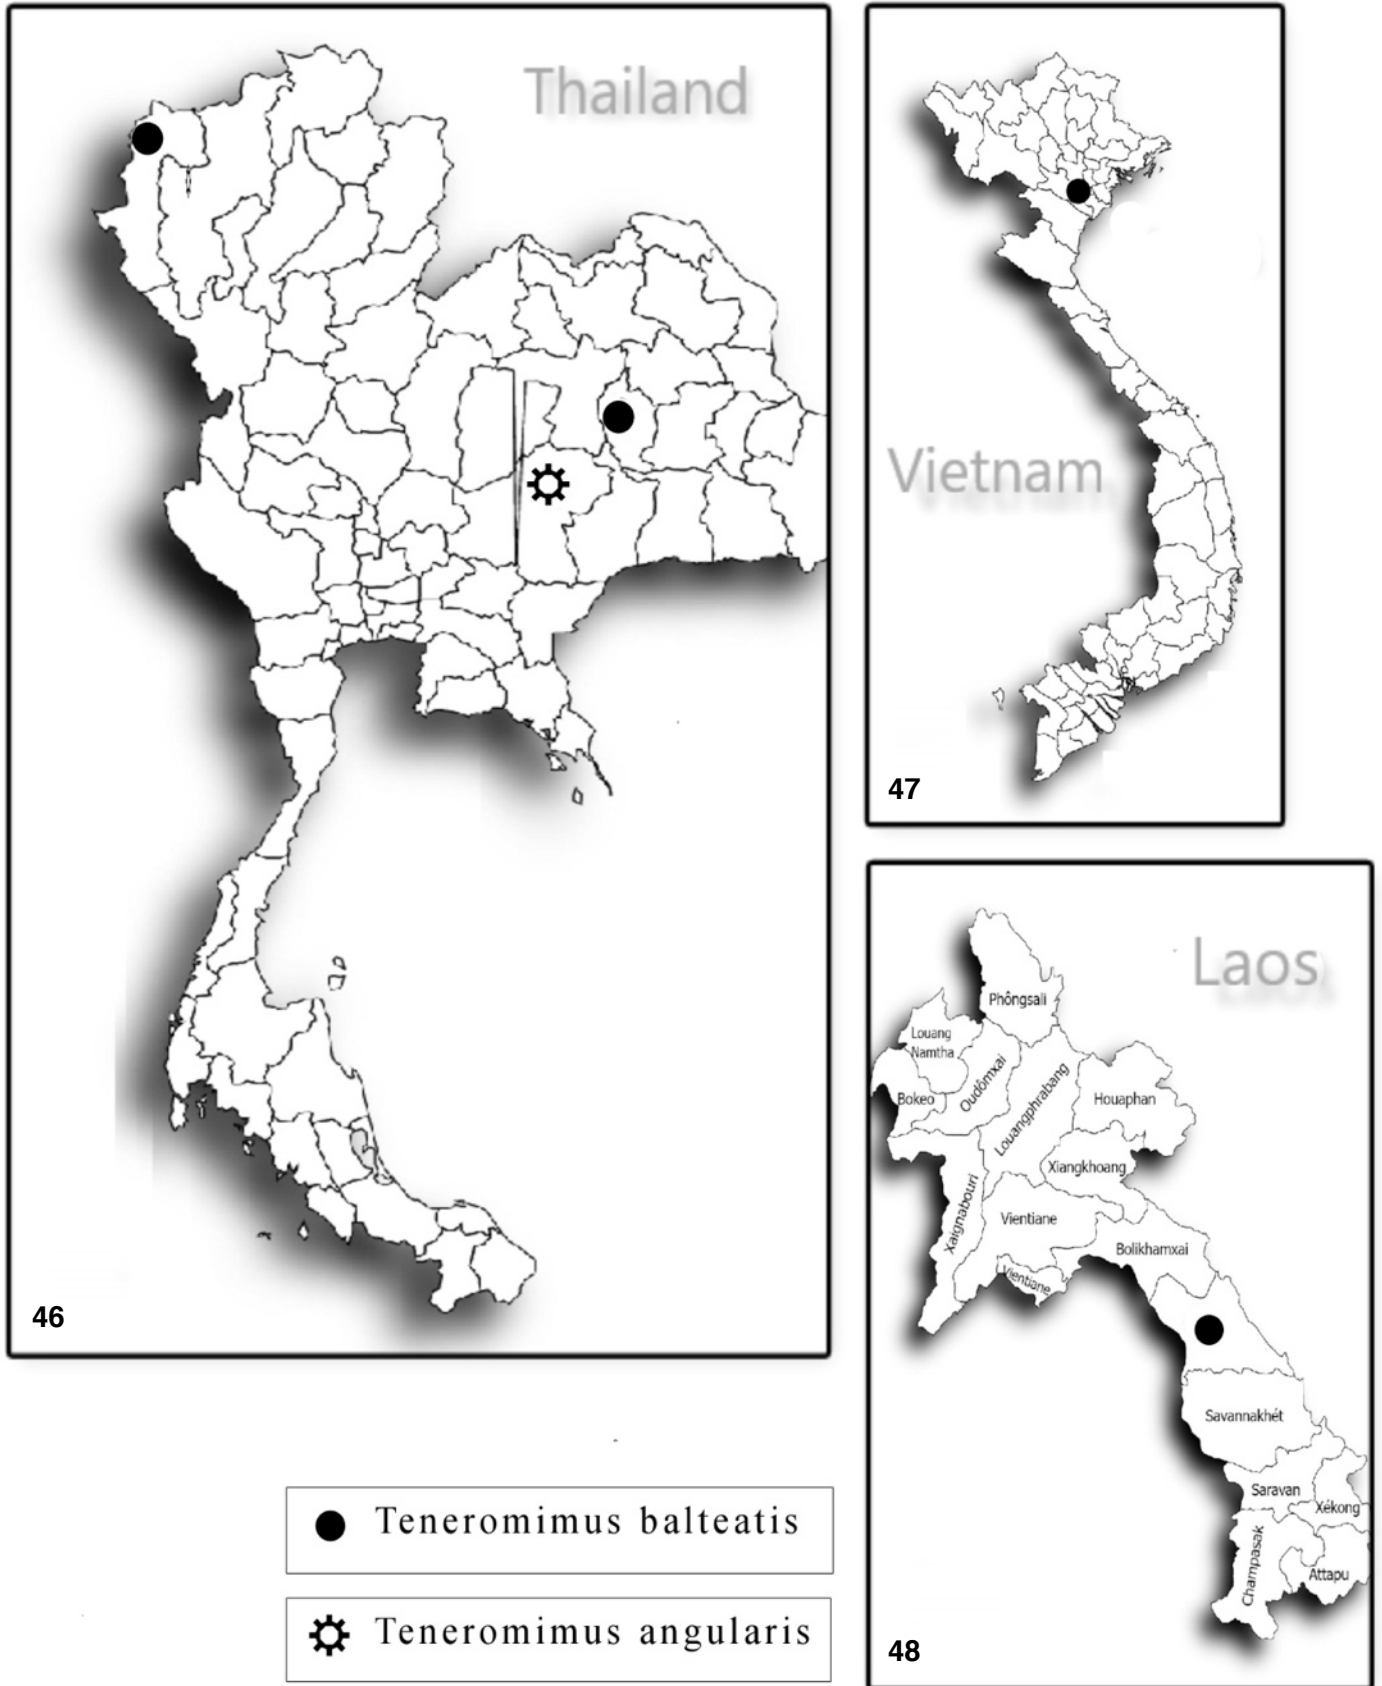 Thailand
46
Vietnam
47
Laos
Phôngsali
Louang
Namtha
Bokeo
Oudômxai
Louangphrabang
Houaphan
Xiangkhoang
Xaignabouri
Vientiane
Bolikhamxai
Vientiane
Savannakhét
Saravan
Xékong
Champasak
Attapu
48
Teneromimus balteatis
Teneromimus angularis